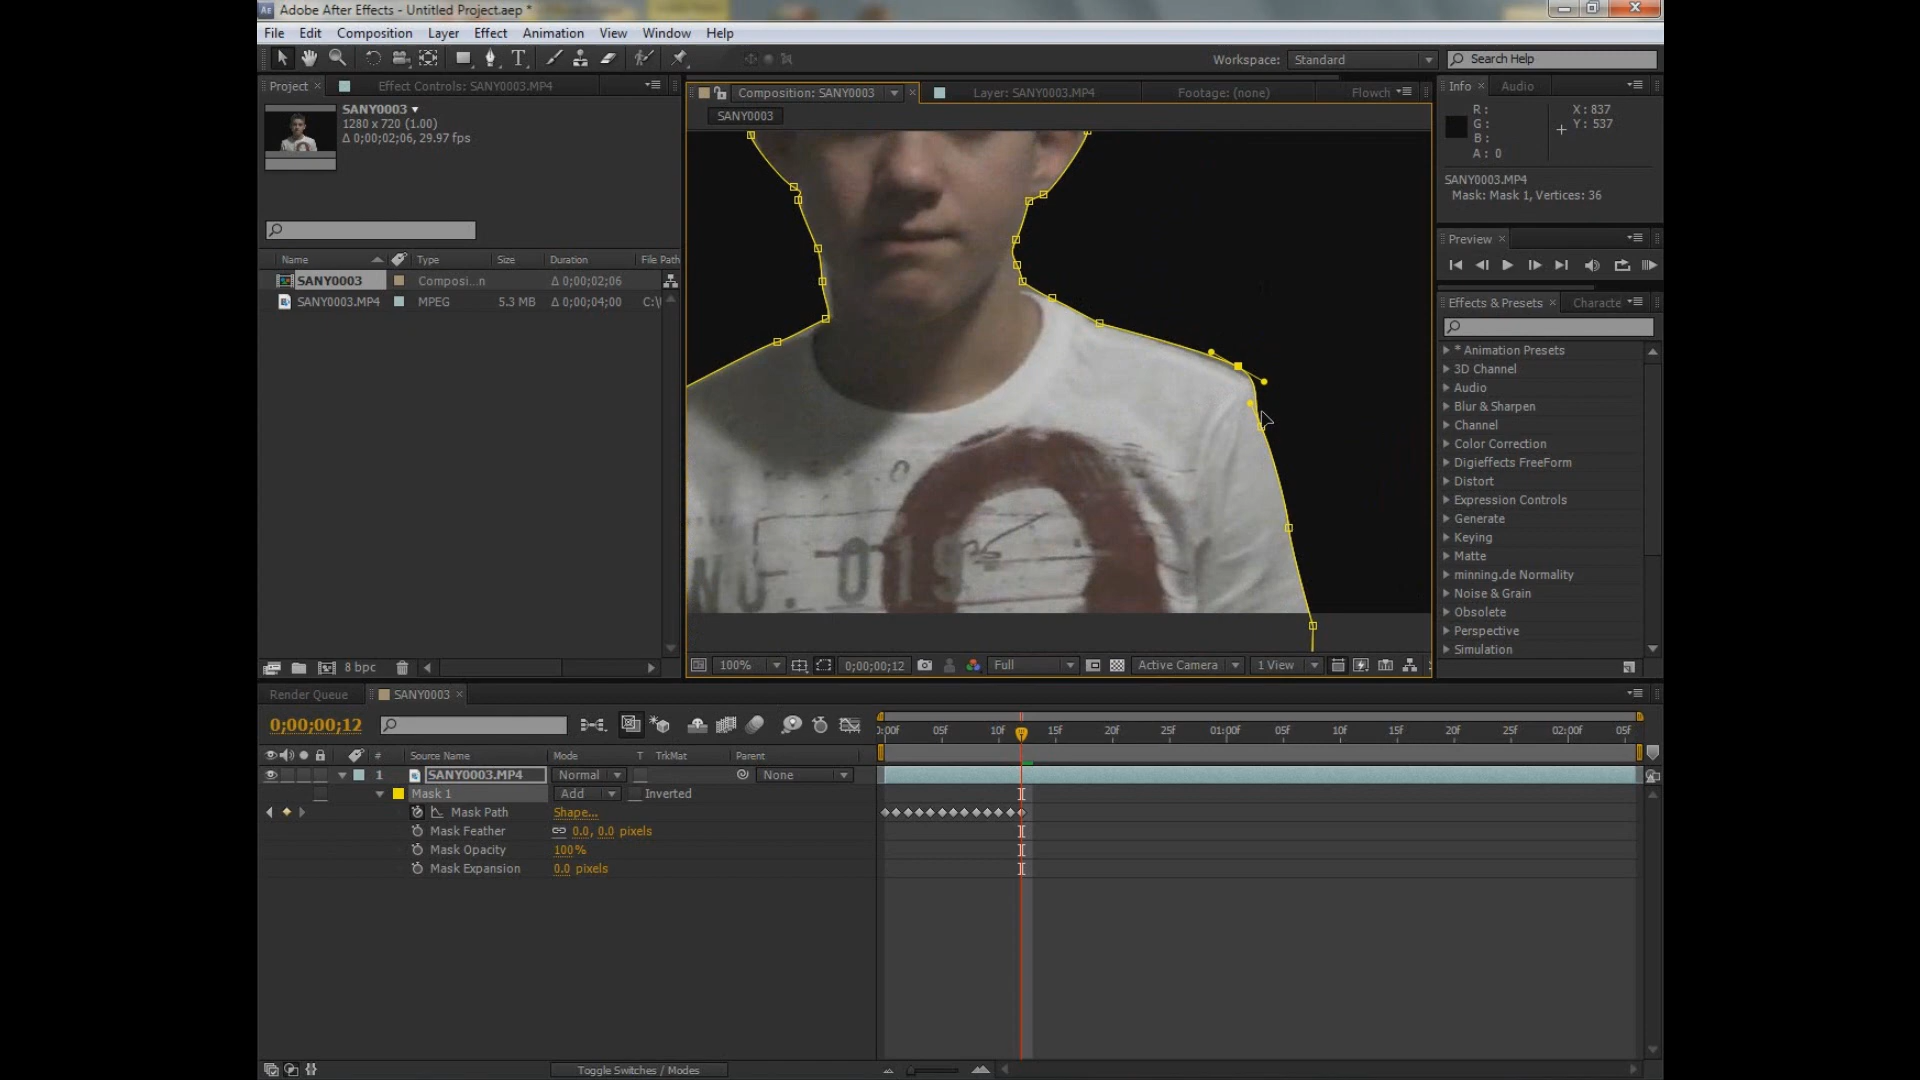 Adobe After Effects - Untitled Project.aep *
File Edit Composition Layer Effect Animation View Window Help
Workspace: Standard Search Help
Project Effect Controls: SANY0003.MP4
SANY0003
1280 x 720 (1.00)
Δ 0;00;02;06, 29.97 fps
Name Type Size Duration File Path
SANY0003 Composi...n Δ 0;00;02;06
SANY0003.MP4 MPEG 5.3 MB Δ 0;00;04;00 C:\
8 bpc
Composition: SANY0003 Layer: SANY0003.MP4 Footage: (none) Flowch
SANY0003
NO. 019
100% 0;00;00;12 Full Active Camera 1 View
Info Audio
R: X: 837
G: Y: 537
B:
A: 0
SANY0003.MP4
Mask: Mask 1, Vertices: 36
Preview
Effects & Presets Characte
* Animation Presets
3D Channel
Audio
Blur & Sharpen
Channel
Color Correction
Digieffects FreeForm
Distort
Expression Controls
Generate
Keying
Matte
minning.de Normality
Noise & Grain
Obsolete
Perspective
Simulation
Render Queue SANY0003
0;00;00;12
# Source Name Mode T TrkMat Parent
1 SANY0003.MP4 Normal None
Mask 1 Add Inverted
Mask Path Shape...
Mask Feather 0.0, 0.0 pixels
Mask Opacity 100%
Mask Expansion 0.0 pixels
:00f 05f 10f 15f 20f 25f 01:00f 05f 10f 15f 20f 25f 02:00f 05f
Toggle Switches / Modes